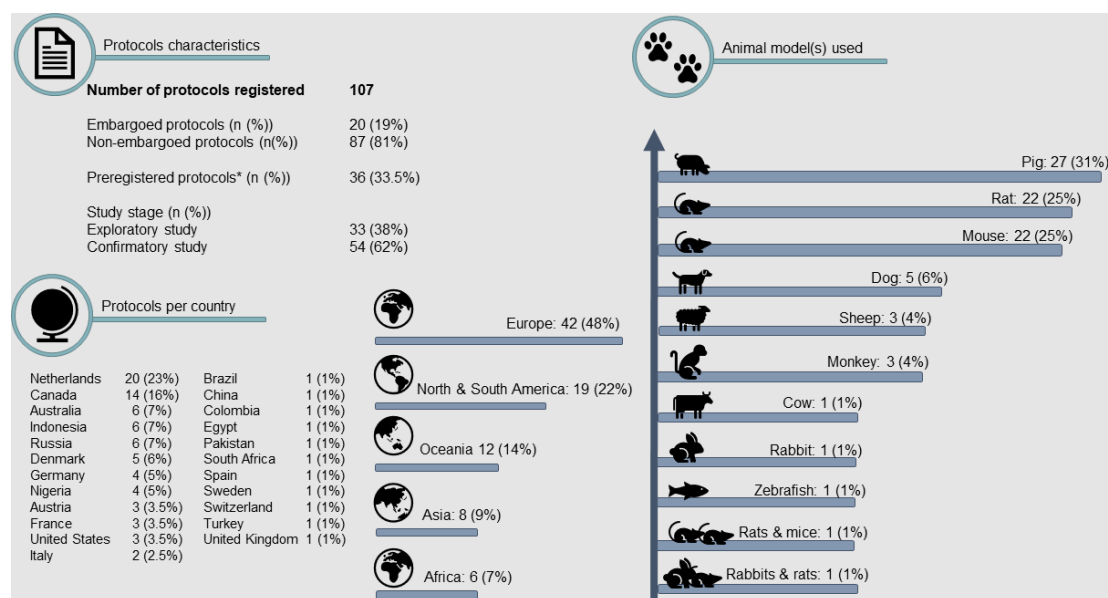 Protocols characteristics
Number of protocols registered 107
Embargoed protocols (n (%)) 20 (19%)
Non-embargoed protocols (n(%)) 87 (81%)
Preregistered protocols* (n (%)) 36 (33.5%)
Study stage (n (%))
Exploratory study 33 (38%)
Confirmatory study 54 (62%)
Protocols per country
Netherlands 20 (23%) Brazil 1 (1%)
Canada 14 (16%) China 1 (1%)
Australia 6 (7%) Colombia 1 (1%)
Indonesia 6 (7%) Egypt 1 (1%)
Russia 6 (7%) Pakistan 1 (1%)
Denmark 5 (6%) South Africa 1 (1%)
Germany 4 (5%) Spain 1 (1%)
Nigeria 4 (5%) Sweden 1 (1%)
Austria 3 (3.5%) Switzerland 1 (1%)
France 3 (3.5%) Turkey 1 (1%)
United States 3 (3.5%) United Kingdom 1 (1%)
Italy 2 (2.5%)
Europe: 42 (48%)
North & South America: 19 (22%)
Oceania 12 (14%)
Asia: 8 (9%)
Africa: 6 (7%)
Animal model(s) used
Pig: 27 (31%)
Rat: 22 (25%)
Mouse: 22 (25%)
Dog: 5 (6%)
Sheep: 3 (4%)
Monkey: 3 (4%)
Cow: 1 (1%)
Rabbit: 1 (1%)
Zebrafish: 1 (1%)
Rats & mice: 1 (1%)
Rabbits & rats: 1 (1%)